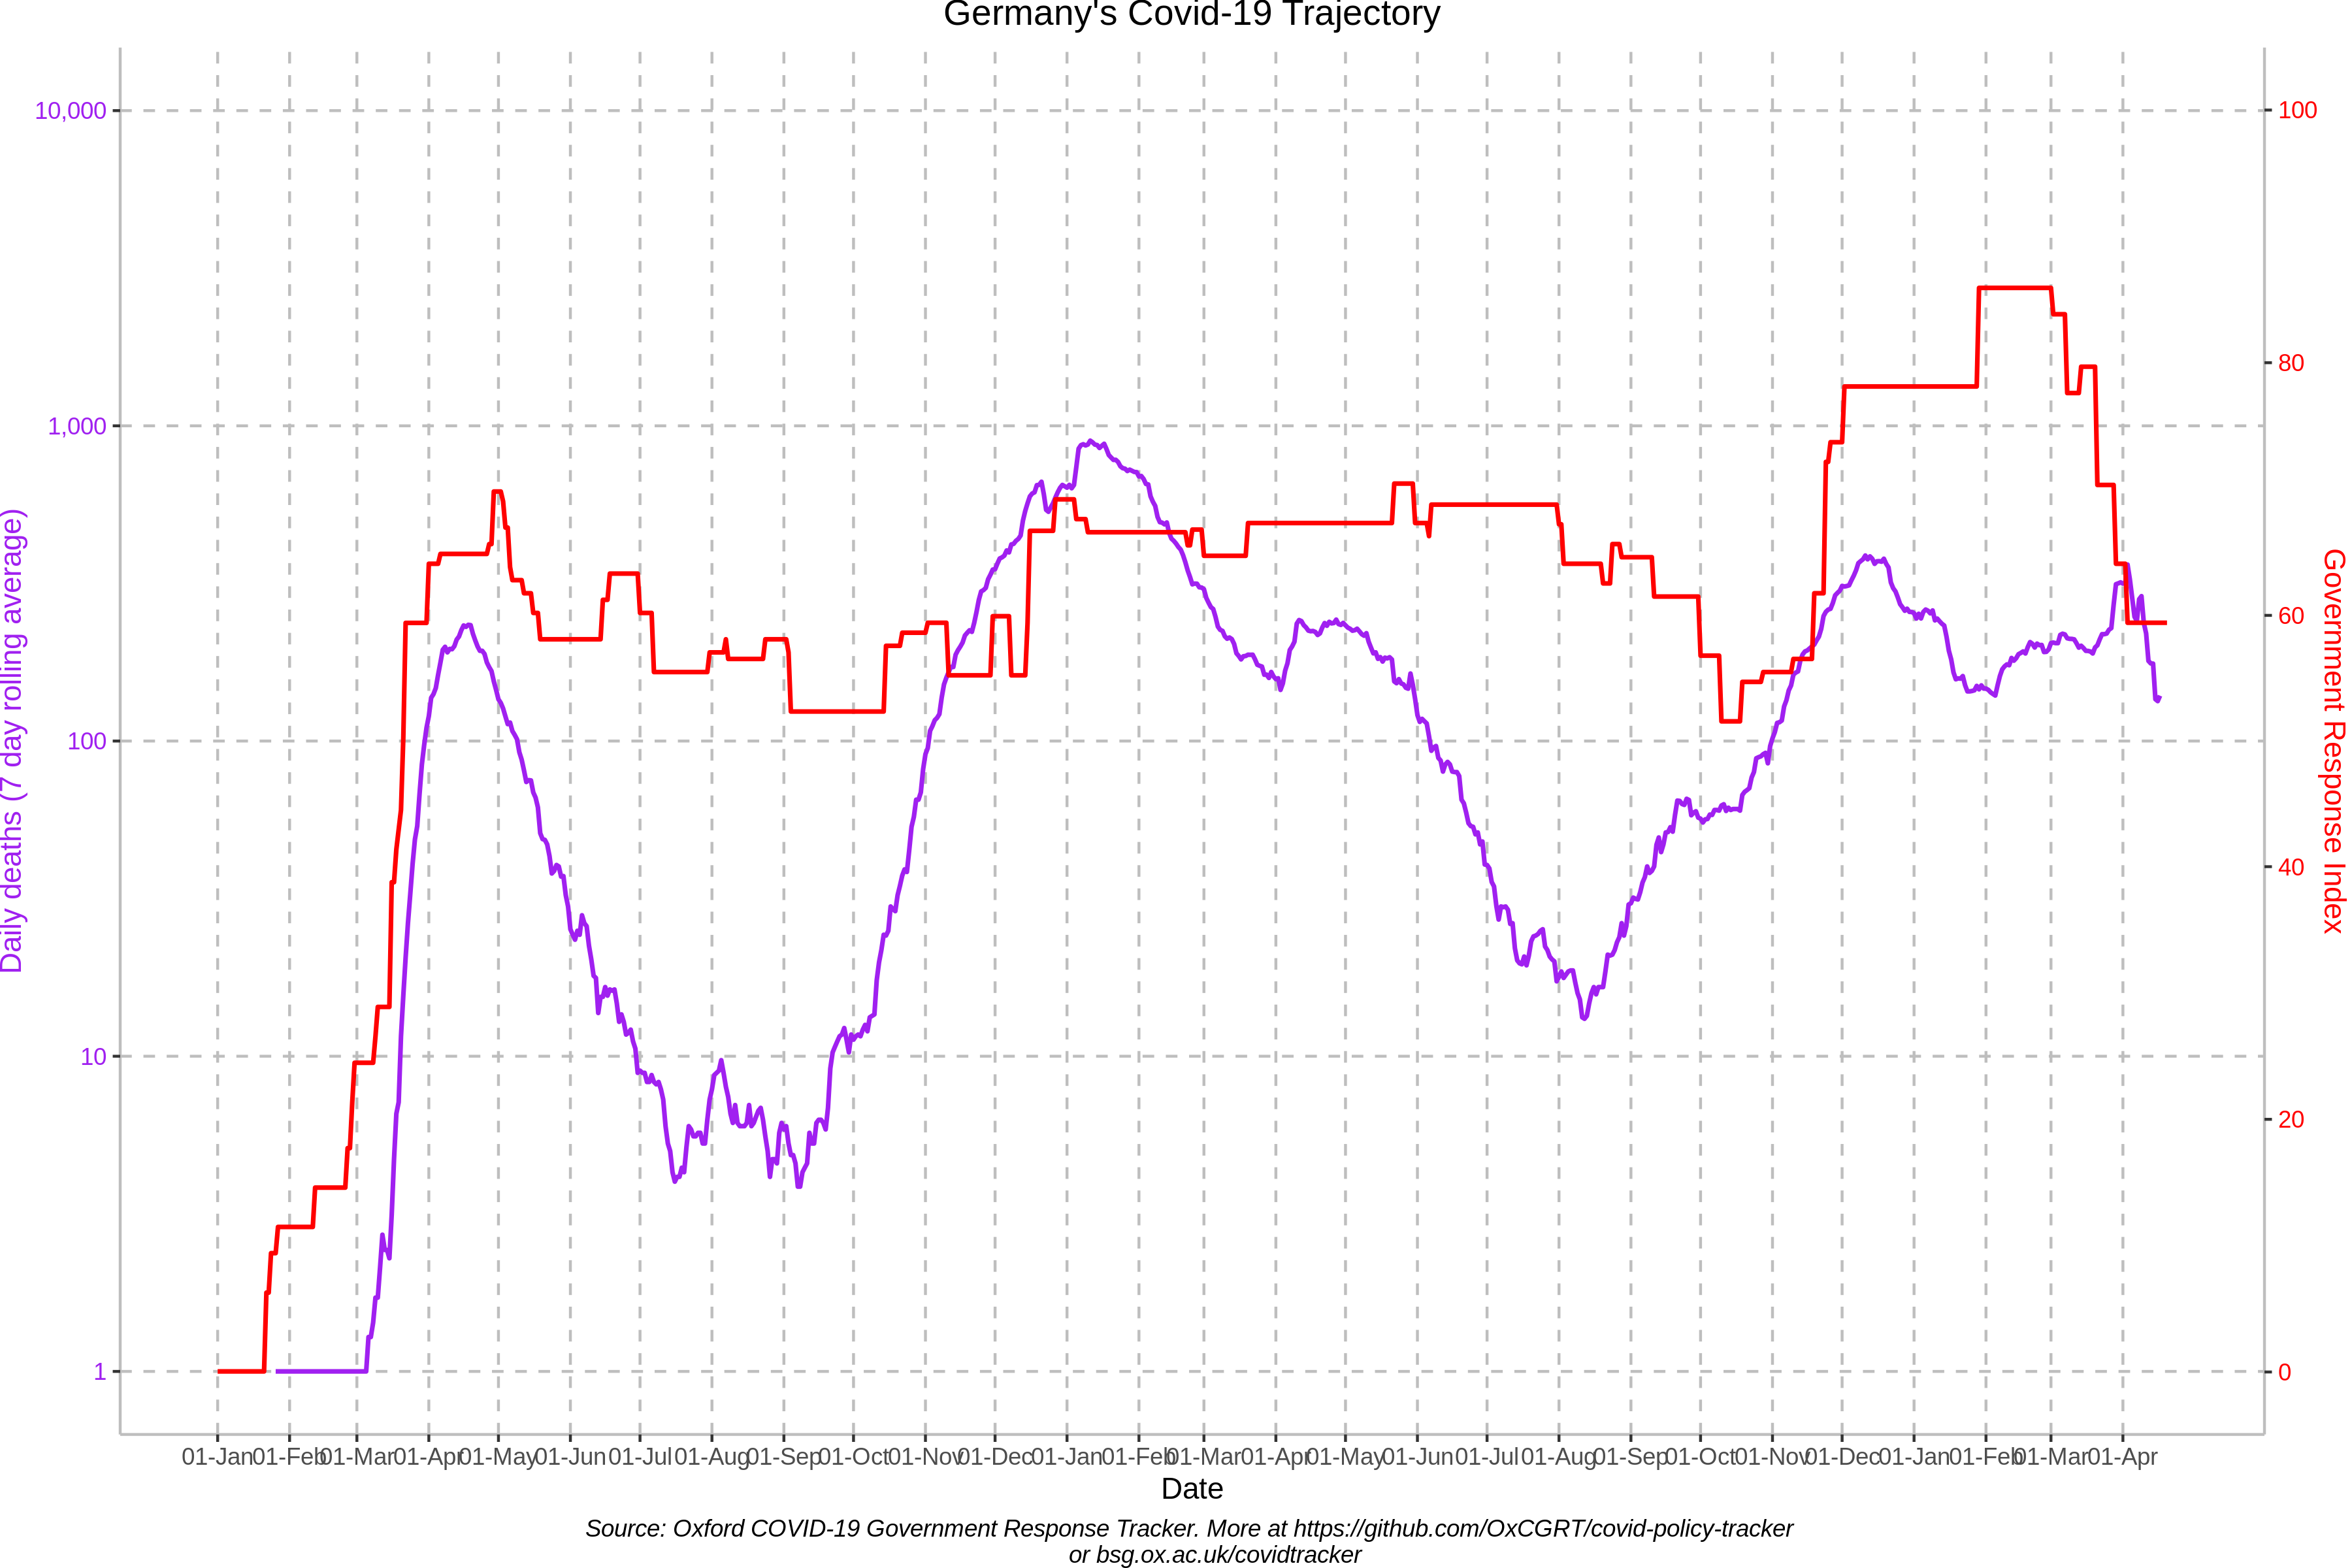 Germany's Covid-19 Trajectory
10,000
1,000
100
10
1
Daily deaths (7 day rolling average)
100
80
60
40
20
0
Government Response Index
01-Jan 01-Feb 01-Mar 01-Apr 01-May 01-Jun 01-Jul 01-Aug 01-Sep 01-Oct 01-Nov 01-Dec 01-Jan 01-Feb 01-Mar 01-Apr 01-May 01-Jun 01-Jul 01-Aug 01-Sep 01-Oct 01-Nov 01-Dec 01-Jan 01-Feb 01-Mar 01-Apr
Date
Source: Oxford COVID-19 Government Response Tracker. More at https://github.com/OxCGRT/covid-policy-tracker
or bsg.ox.ac.uk/covidtracker